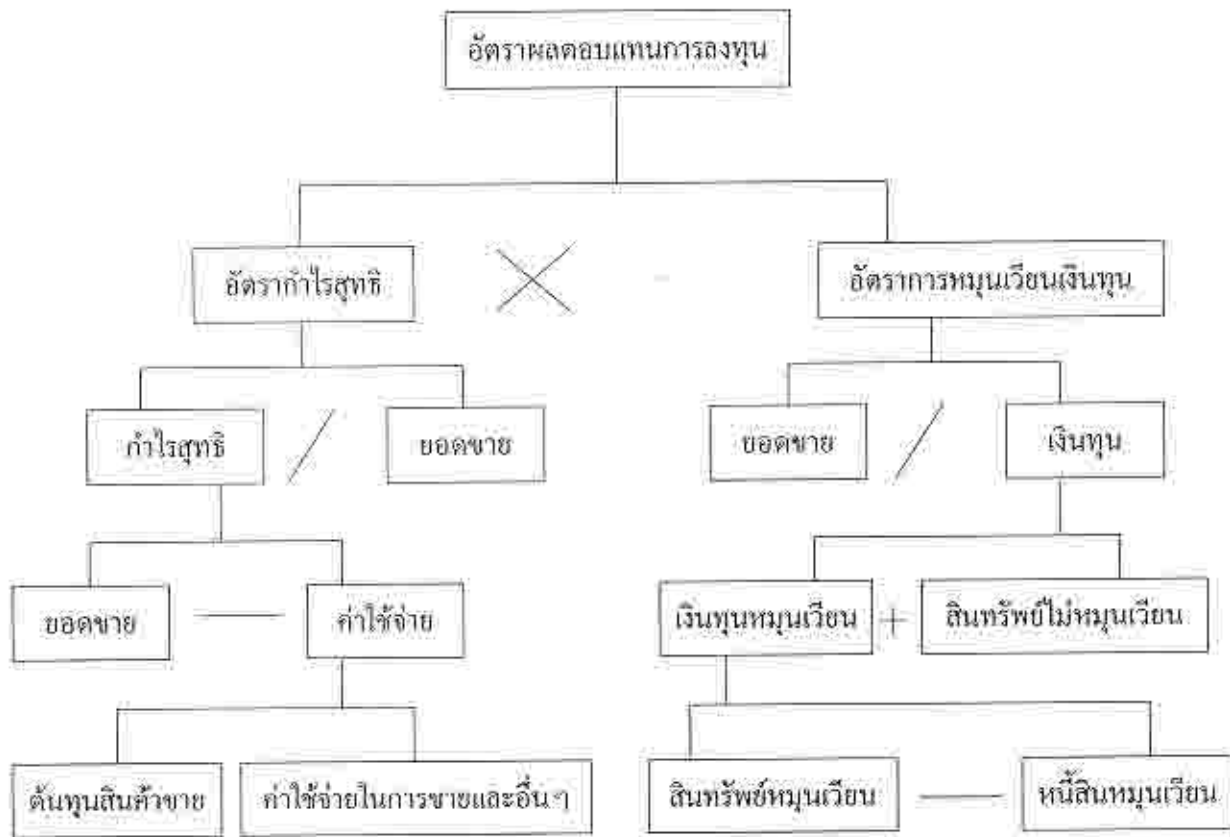 อัตราผลตอบแทนการลงทุน
อัตรากำไรสุทธิ
อัตราการหมุนเวียนเงินทุน
กำไรสุทธิ / ยอดขาย
ยอดขาย / เงินทุน
ยอดขาย — ค่าใช้จ่าย
เงินทุนหมุนเวียน + สินทรัพย์ไม่หมุนเวียน
ต้นทุนสินค้าขาย
ค่าใช้จ่ายในการขายและอื่นๆ
สินทรัพย์หมุนเวียน — หนี้สินหมุนเวียน